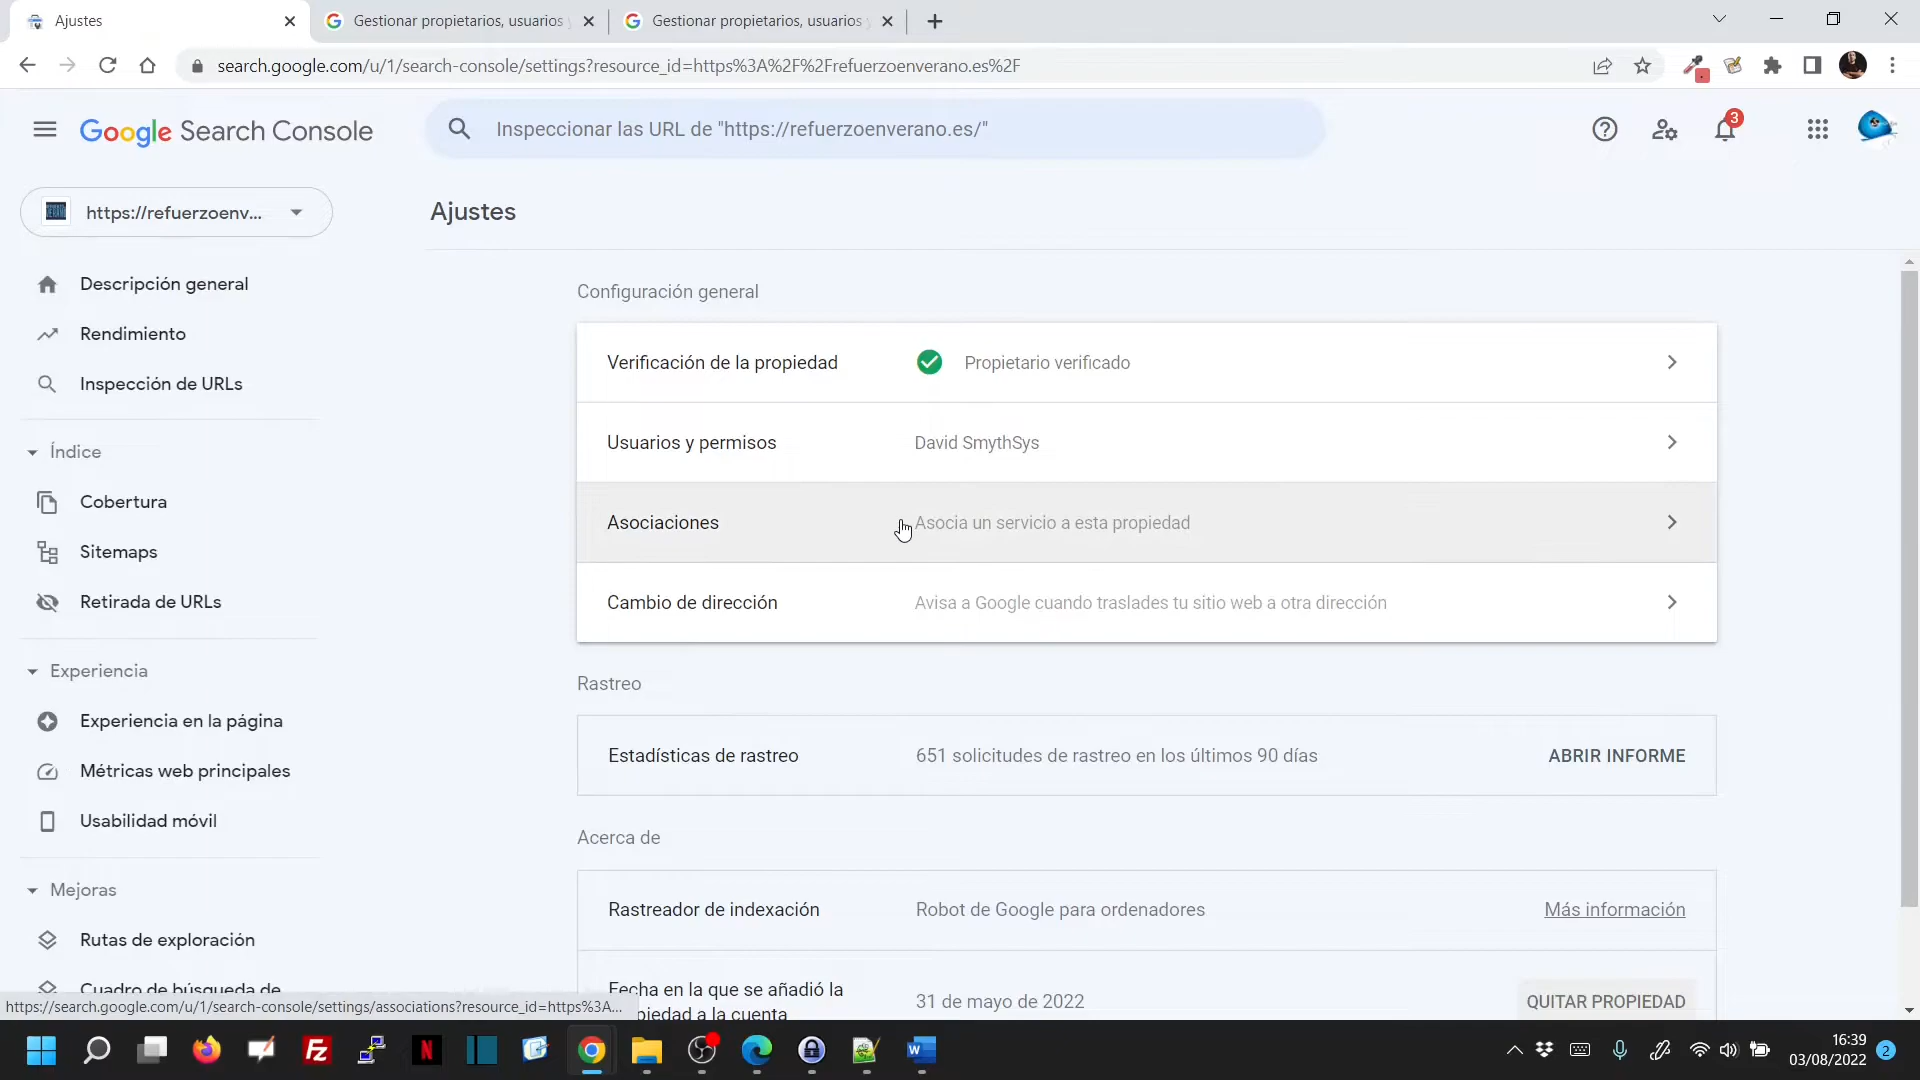 Ajustes
Gestionar propietarios, usuarios
Gestionar propietarios, usuarios
search.google.com/u/1/search-console/settings?resource_id=https%3A%2F%2Frefuerzoenverano.es%2F
Google Search Console
Inspeccionar las URL de "https://refuerzoenverano.es/"
3
https://refuerzoenv...
Ajustes
Descripción general
Rendimiento
Inspección de URLs
Índice
Cobertura
Sitemaps
Retirada de URLs
Experiencia
Experiencia en la página
Métricas web principales
Usabilidad móvil
Mejoras
Rutas de exploración
Cuadro de búsqueda de
Configuración general
Verificación de la propiedad
Propietario verificado
Usuarios y permisos
David SmythSys
Asociaciones
Asocia un servicio a esta propiedad
Cambio de dirección
Avisa a Google cuando traslades tu sitio web a otra dirección
Rastreo
Estadísticas de rastreo
651 solicitudes de rastreo en los últimos 90 días
ABRIR INFORME
Acerca de
Rastreador de indexación
Robot de Google para ordenadores
Más información
Fecha en la que se añadió la
piedad a la cuenta
31 de mayo de 2022
QUITAR PROPIEDAD
https://search.google.com/u/1/search-console/settings/associations?resource_id=https%3A...
16:39
03/08/2022
2